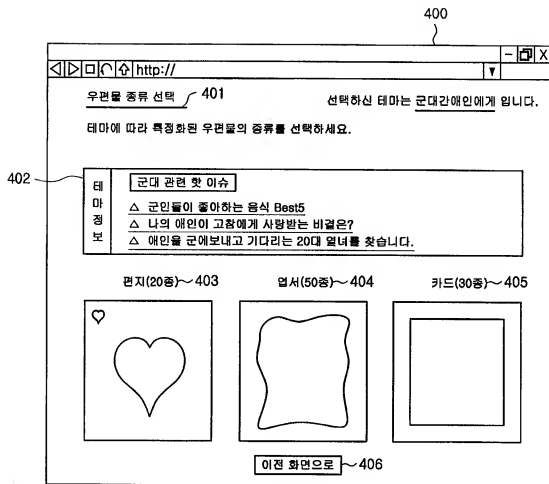 400
http://
우편물 종류 선택 401
선택하신 테마는 군대간애인에게 입니다.
테마에 따라 특정화된 우편물의 종류를 선택하세요.
402
테마정보
군대 관련 핫 이슈
△ 군인들이 좋아하는 음식 Best5
△ 나의 애인이 고참에게 사랑받는 비결은?
△ 애인을 군에보내고 기다리는 20대 열녀를 찾습니다.
편지(20종)~403 엽서(50종)~404 카드(30종)~405
이전 화면으로 ~406